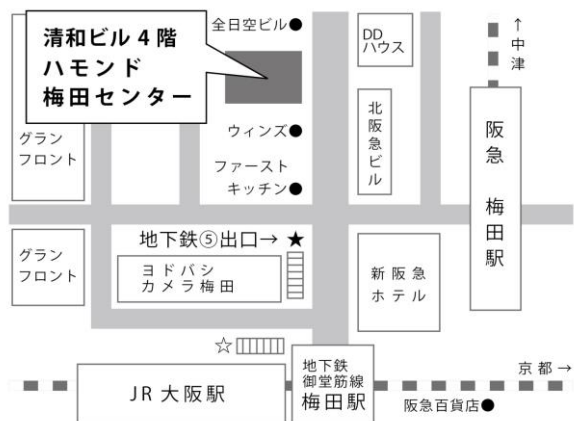 清和ビル4階
ハモンド
梅田センター
全日空ビル●
DD
ハウス
↑
中津
グラン
フロント
ウィンズ●
ファースト
キッチン●
北阪急ビル
阪急 梅田駅
地下鉄⑤出口→ ★
グラン
フロント
ヨドバシ
カメラ梅田
新阪急
ホテル
☆
地下鉄
御堂筋線
梅田駅
JR 大阪駅
京都→
阪急百貨店●